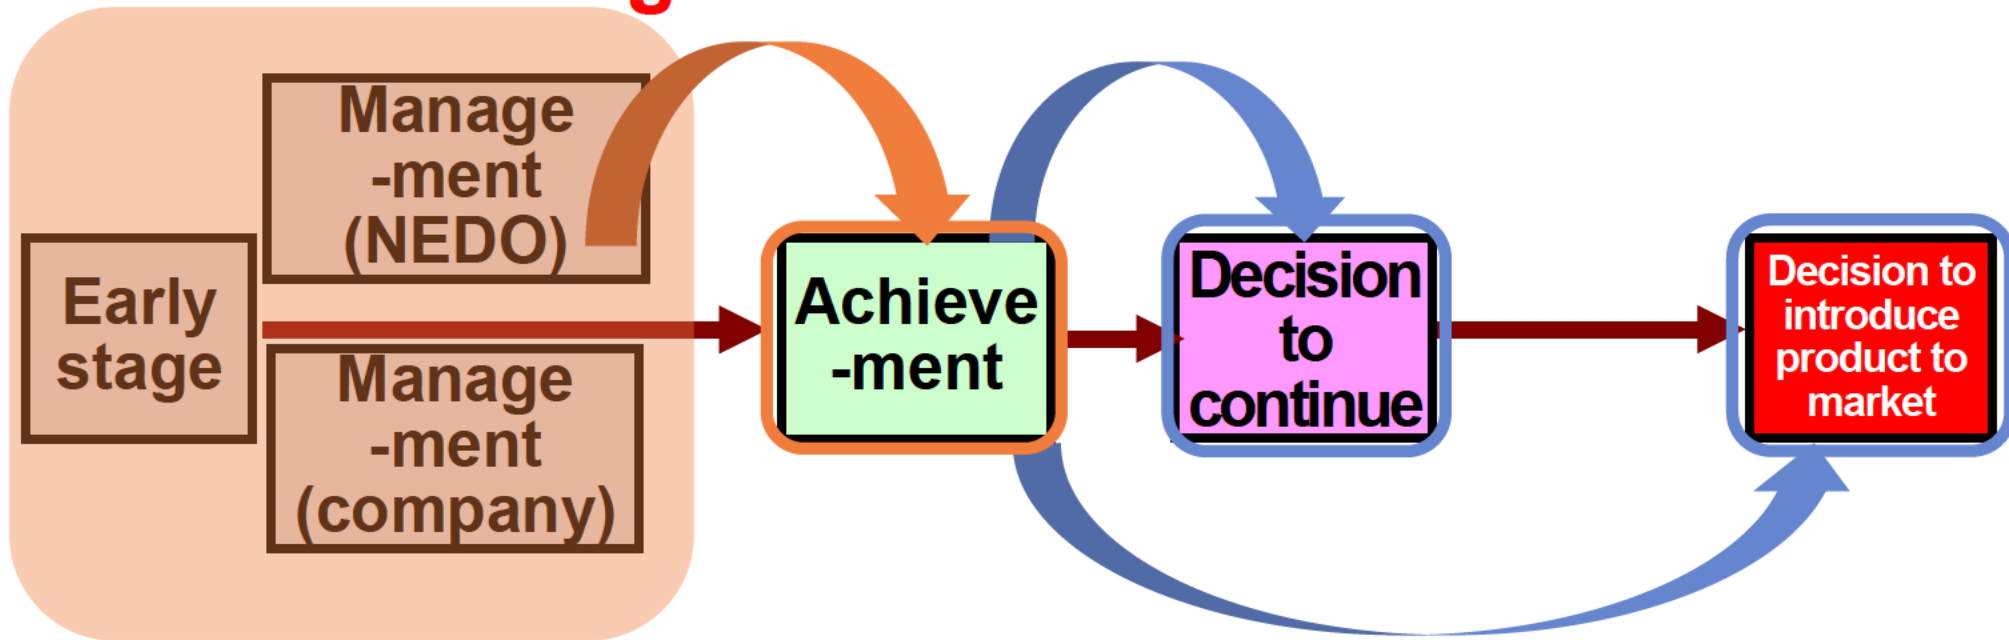 Manage
-ment
(NEDO)
Early
stage
Manage
-ment
(company)
Achieve
-ment
Decision
to
continue
Decision to
introduce
product to
market